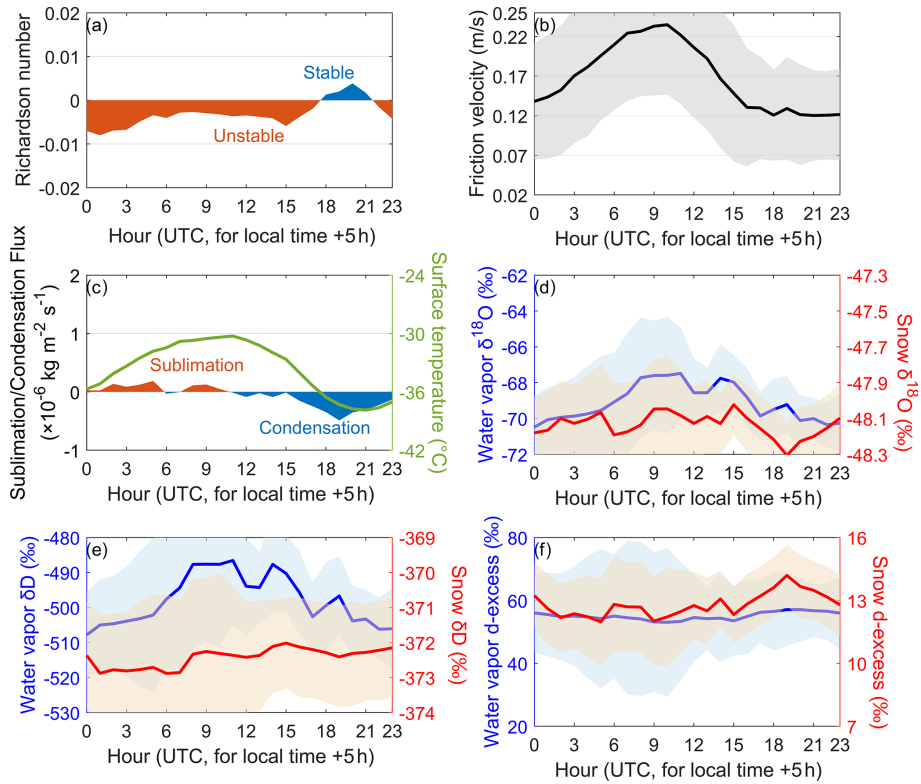 (a)
Richardson number
0.02
0.01
0
-0.01
-0.02
Stable
Unstable
0 3 6 9 12 15 18 21 23
Hour (UTC, for local time +5h)
(b)
Friction velocity (m/s)
0.25
0.22
0.17
0.12
0.07
0.02
0 3 6 9 12 15 18 21 23
Hour (UTC, for local time +5h)
(c)
Sublimation/Condensation Flux
(×10⁻⁶ kg m⁻² s⁻¹)
2
1
0
-1
Sublimation
Condensation
-24
-30
-36
-42
Surface temperature (°C)
0 3 6 9 12 15 18 21 23
Hour (UTC, for local time +5h)
(d)
Water vapor δ¹⁸O (‰)
-62
-64
-66
-68
-70
-72
-47.3
-47.5
-47.7
-47.9
-48.1
-48.3
Snow δ¹⁸O
(‰)
0 3 6 9 12 15 18 21 23
Hour (UTC, for local time +5h)
(e)
Water vapor δD (‰)
-480
-490
-500
-510
-520
-530
-369
-370
-371
-372
-373
-374
Snow δD
(‰)
0 3 6 9 12 15 18 21 23
Hour (UTC, for local time +5h)
(f)
Water vapor d-excess (‰)
80
60
40
20
16
13
10
7
Snow d-excess
(‰)
0 3 6 9 12 15 18 21 23
Hour (UTC, for local time +5h)